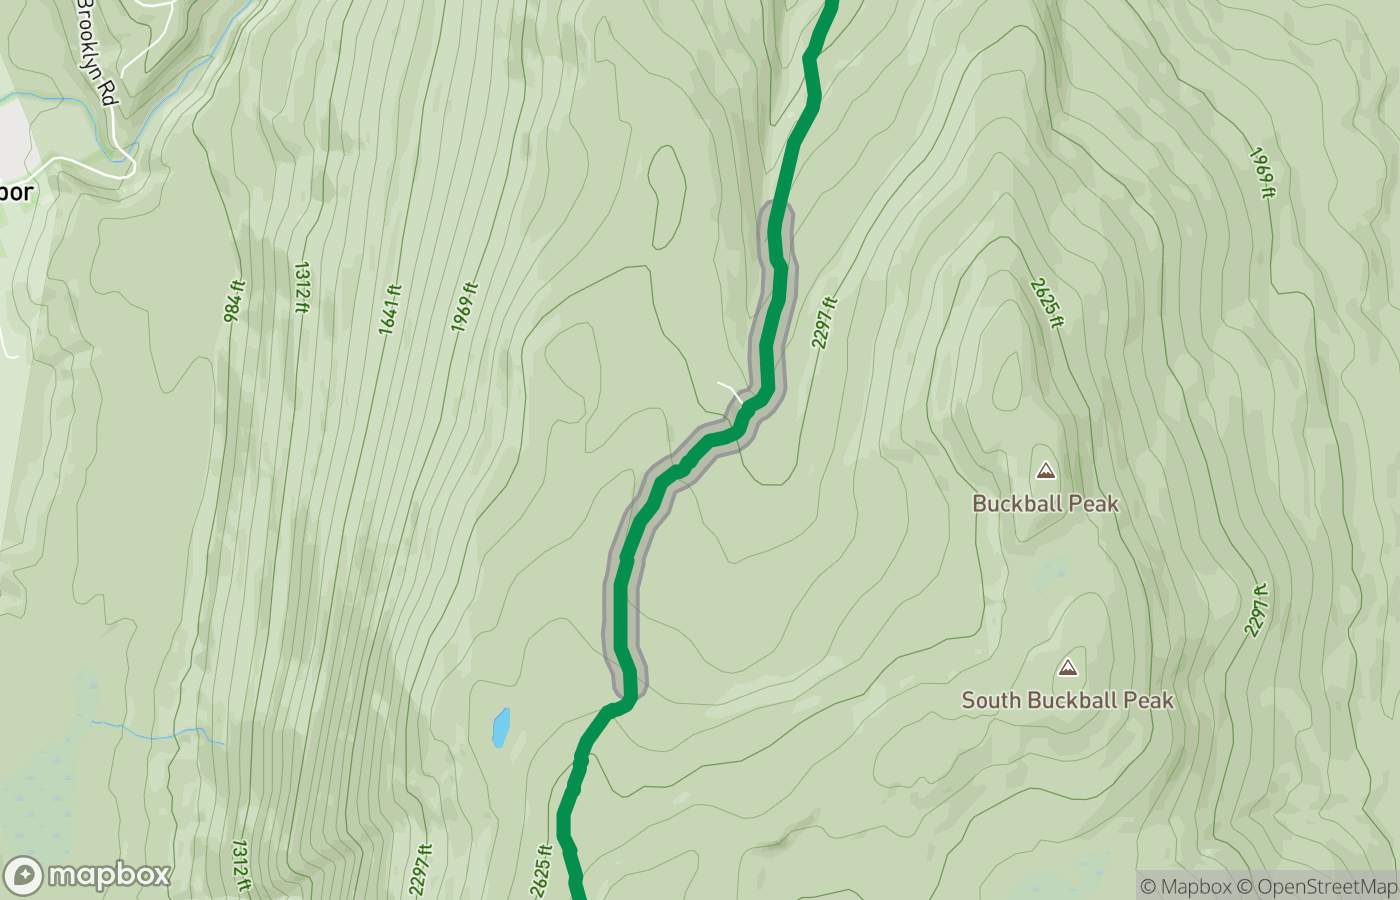 Brooklyn Rd
bor
1969 ft
984 ft
1312 ft
1641 ft
1969 ft
2297 ft
2625 ft
Buckball Peak
2297 ft
South Buckball Peak
1312 ft
2297 ft
2625 ft
mapbox
© Mapbox © OpenStreetMap